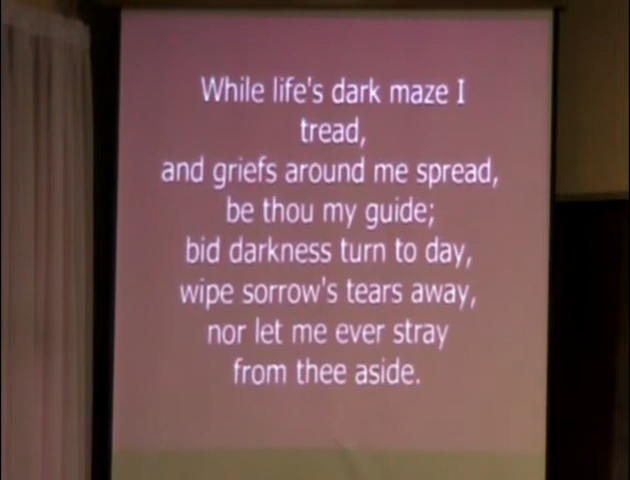 While life's dark maze I
tread,
and griefs around me spread,
be thou my guide;
bid darkness turn to day,
wipe sorrow's tears away,
nor let me ever stray
from thee aside.